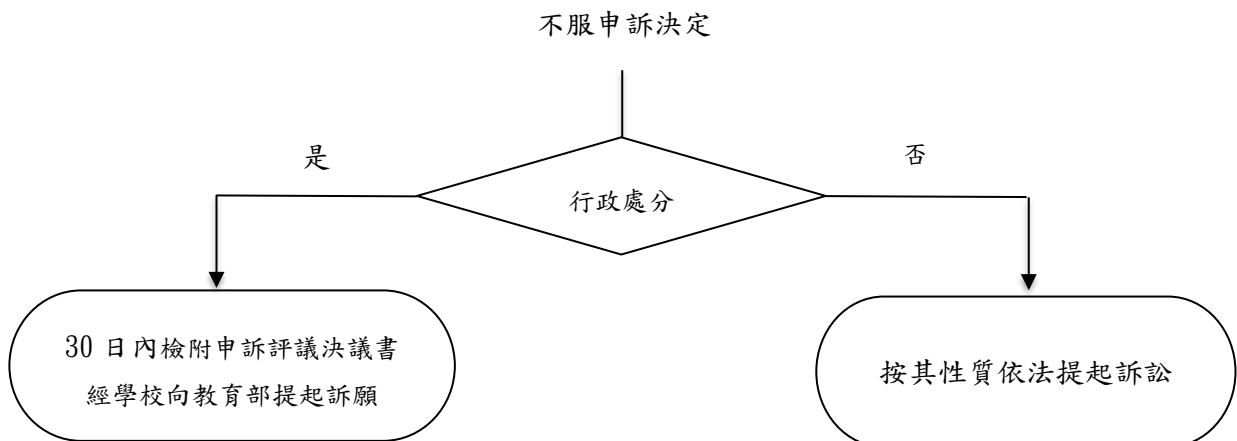 不服申訴決定
是
否
行政處分
30 日內檢附申訴評議決議書
經學校向教育部提起訴願
按其性質依法提起訴訟